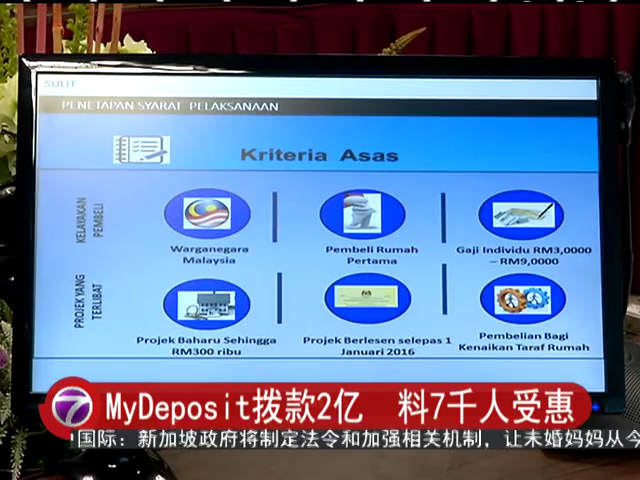 SULIT
PENETAPAN SYARAT PELAKSANAAN
Kriteria Asas
KELAYAKAN
PEMBELI
Warganegara
Malaysia
Pembeli Rumah
Pertama
Gaji Individu RM3,0000
– RM9,0000
PROJEK YANG
TERLIBAT
Projek Baharu Sehingga
RM300 ribu
Projek Berlesen selepas 1
Januari 2016
Pembelian Bagi
Kenaikan Taraf Rumah
7
MyDeposit拨款2亿 料7千人受惠
国际：新加坡政府将制定法令和加强相关机制，让未婚妈妈从今